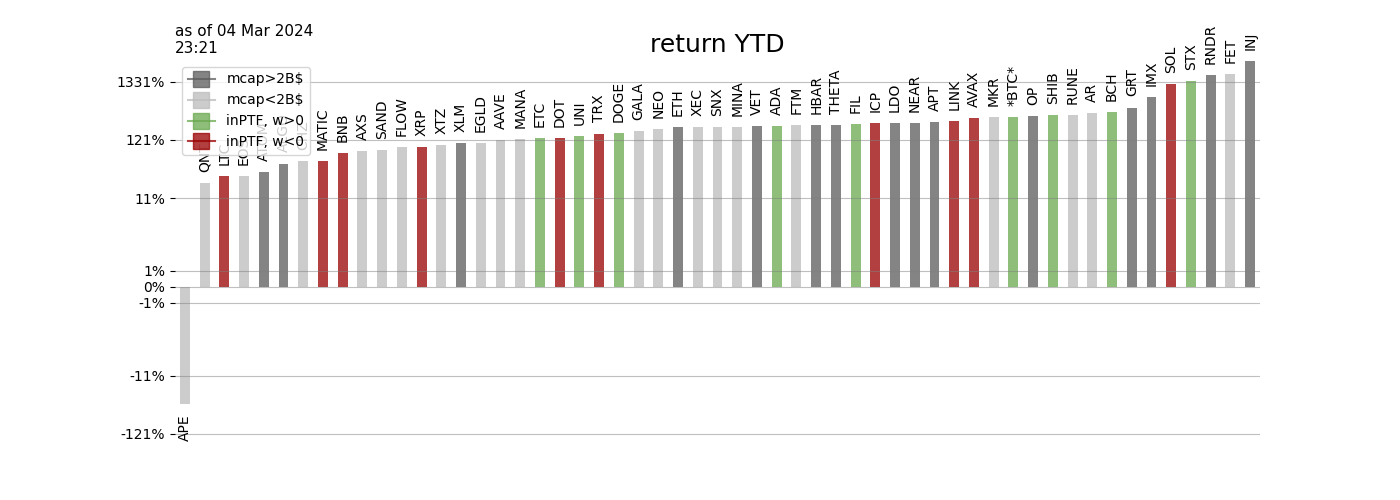 as of 04 Mar 2024
23:21
return YTD
mcap>2B$
mcap<2B$
inPTF, w>0
inPTF, w<0
1331%
121%
11%
1%
0%
-1%
-11%
-121%
APE
LTC
MATIC
BNB
AXS
SAND
FLOW
XRP
XTZ
XLM
EGLD
AAVE
MANA
ETC
DOT
UNI
TRX
DOGE
GALA
NEO
ETH
XEC
SNX
MINA
VET
ADA
FTM
HBAR
THETA
FIL
ICP
LDO
NEAR
APT
LINK
AVAX
MKR
*BTC*
OP
SHIB
RUNE
AR
BCH
GRT
IMX
SOL
STX
RNDR
FET
INJ